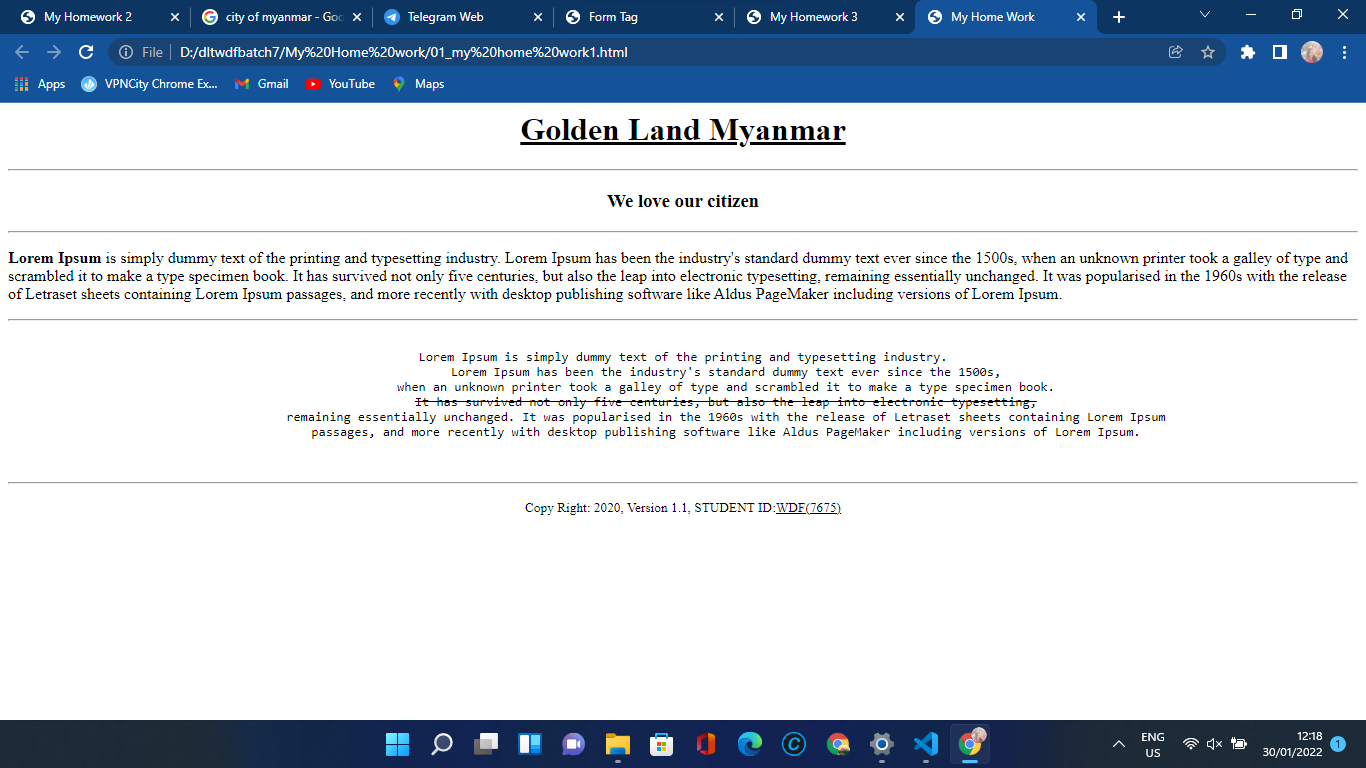 My Homework 2
city of myanmar - Goo
Telegram Web
Form Tag
My Homework 3
My Home Work
File
D:/dltwdfbatch7/My%20Home%20work/01_my%20home%20work1.html
Apps
VPNCity Chrome Ex...
Gmail
YouTube
Maps
Golden Land Myanmar
We love our citizen
Lorem Ipsum is simply dummy text of the printing and typesetting industry. Lorem Ipsum has been the industry's standard dummy text ever since the 1500s, when an unknown printer took a galley of type and
scrambled it to make a type specimen book. It has survived not only five centuries, but also the leap into electronic typesetting, remaining essentially unchanged. It was popularised in the 1960s with the release
of Letraset sheets containing Lorem Ipsum passages, and more recently with desktop publishing software like Aldus PageMaker including versions of Lorem Ipsum.
Lorem Ipsum is simply dummy text of the printing and typesetting industry.
Lorem Ipsum has been the industry's standard dummy text ever since the 1500s,
when an unknown printer took a galley of type and scrambled it to make a type specimen book.
It has survived not only five centuries, but also the leap into electronic typesetting,
remaining essentially unchanged. It was popularised in the 1960s with the release of Letraset sheets containing Lorem Ipsum
passages, and more recently with desktop publishing software like Aldus PageMaker including versions of Lorem Ipsum.
Copy Right: 2020, Version 1.1, STUDENT ID:WDF(7675)
ENG
US
12:18
30/01/2022
1